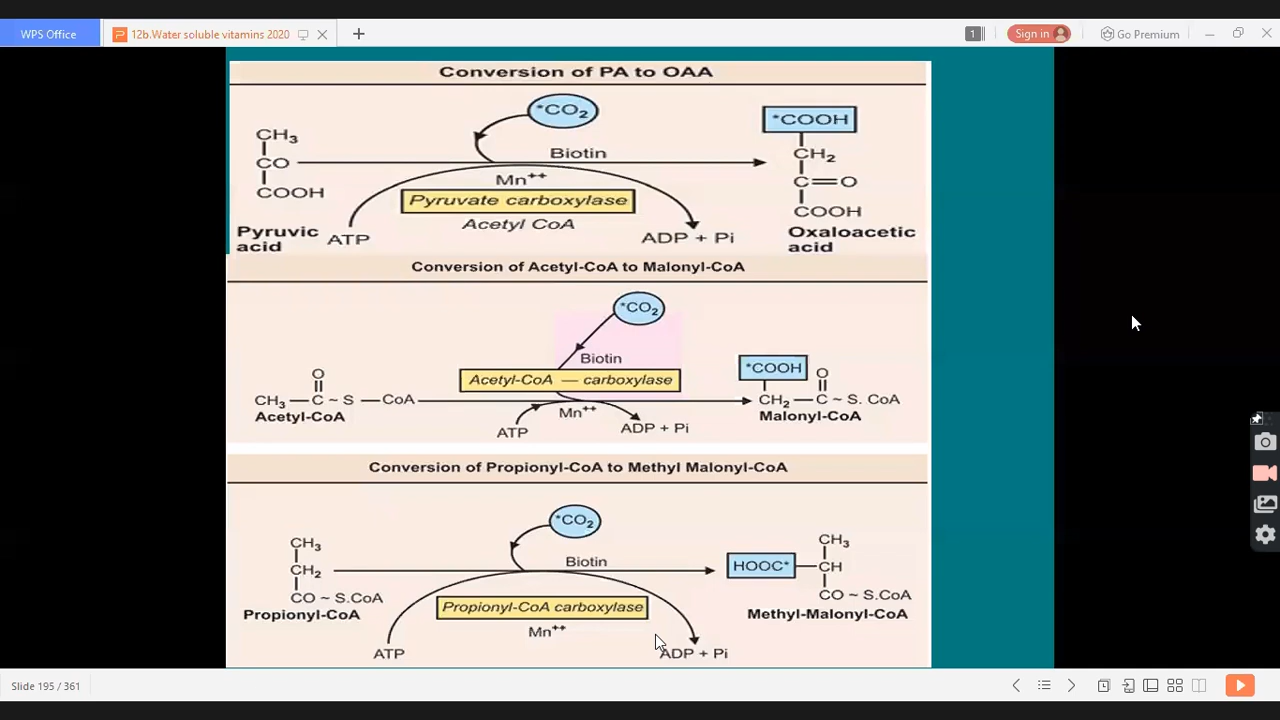 WPS Office
12b.Water soluble vitamins 2020
1
Sign in
Go Premium
Conversion of PA to OAA
*CO2
*COOH
CH3
CH2
Biotin
CO
Mn++
C=O
COOH
Pyruvate carboxylase
COOH
Acetyl CoA
Pyruvic acid
ATP
ADP + Pi
Oxaloacetic acid
Conversion of Acetyl-CoA to Malonyl-CoA
*CO2
Biotin
*COOH
O
O
Acetyl-CoA — carboxylase
CH3 — C ~ S — CoA
CH2 — C ~ S. CoA
Acetyl-CoA
Mn++
Malonyl-CoA
ATP
ADP + Pi
Conversion of Propionyl-CoA to Methyl Malonyl-CoA
*CO2
CH3
CH3
Biotin
CH2
HOOC* — CH
CO ~ S.CoA
CO ~ S.CoA
Propionyl-CoA
Propionyl-CoA carboxylase
Methyl-Malonyl-CoA
Mn++
ATP
ADP + Pi
Slide 195 / 361